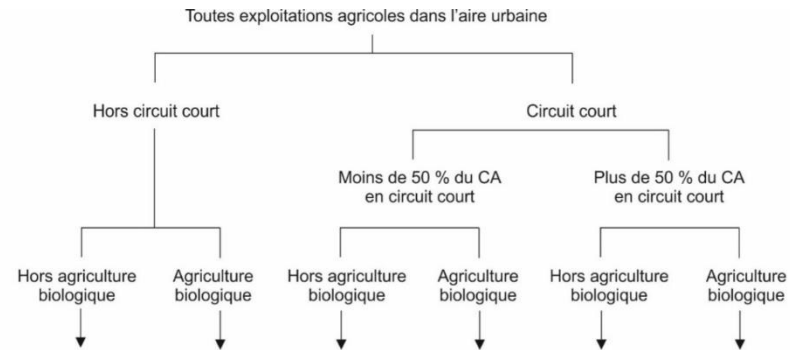 Toutes exploitations agricoles dans l'aire urbaine
Hors circuit court
Circuit court
Moins de 50 % du CA
en circuit court
Plus de 50 % du CA
en circuit court
Hors agriculture
biologique
Agriculture
biologique
Hors agriculture
biologique
Agriculture
biologique
Hors agriculture
biologique
Agriculture
biologique